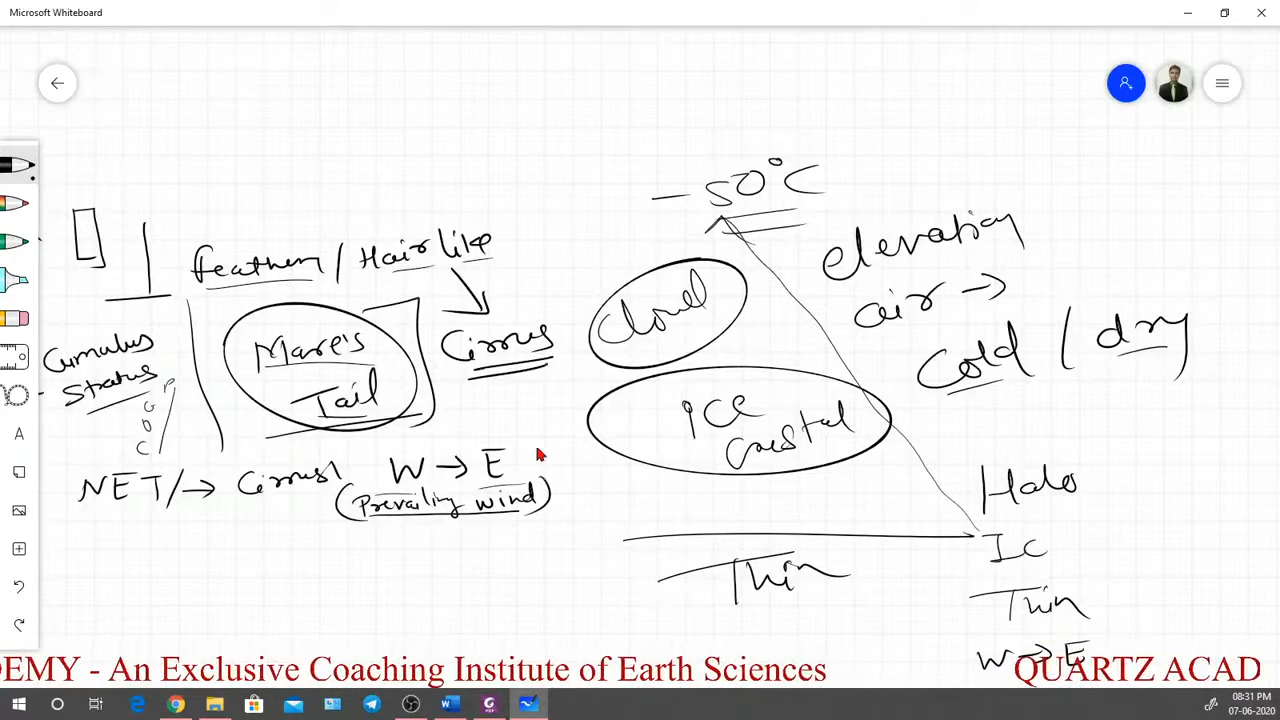 Microsoft Whiteboard
-50°C
feathery / Hair like
elevation
air →
cold / dry
cloud
Cumulus
Stratus
Mare's
Tail
Cirrus
ice
crystal
P
G
O
C
NET/→ Cirrus W → E
(Prevailing wind)
Halo
IC
Thin
Thin
W → E
DEMY - An Exclusive Coaching Institute of Earth Sciences
QUARTZ ACAD
A
08:31 PM
07-06-2020